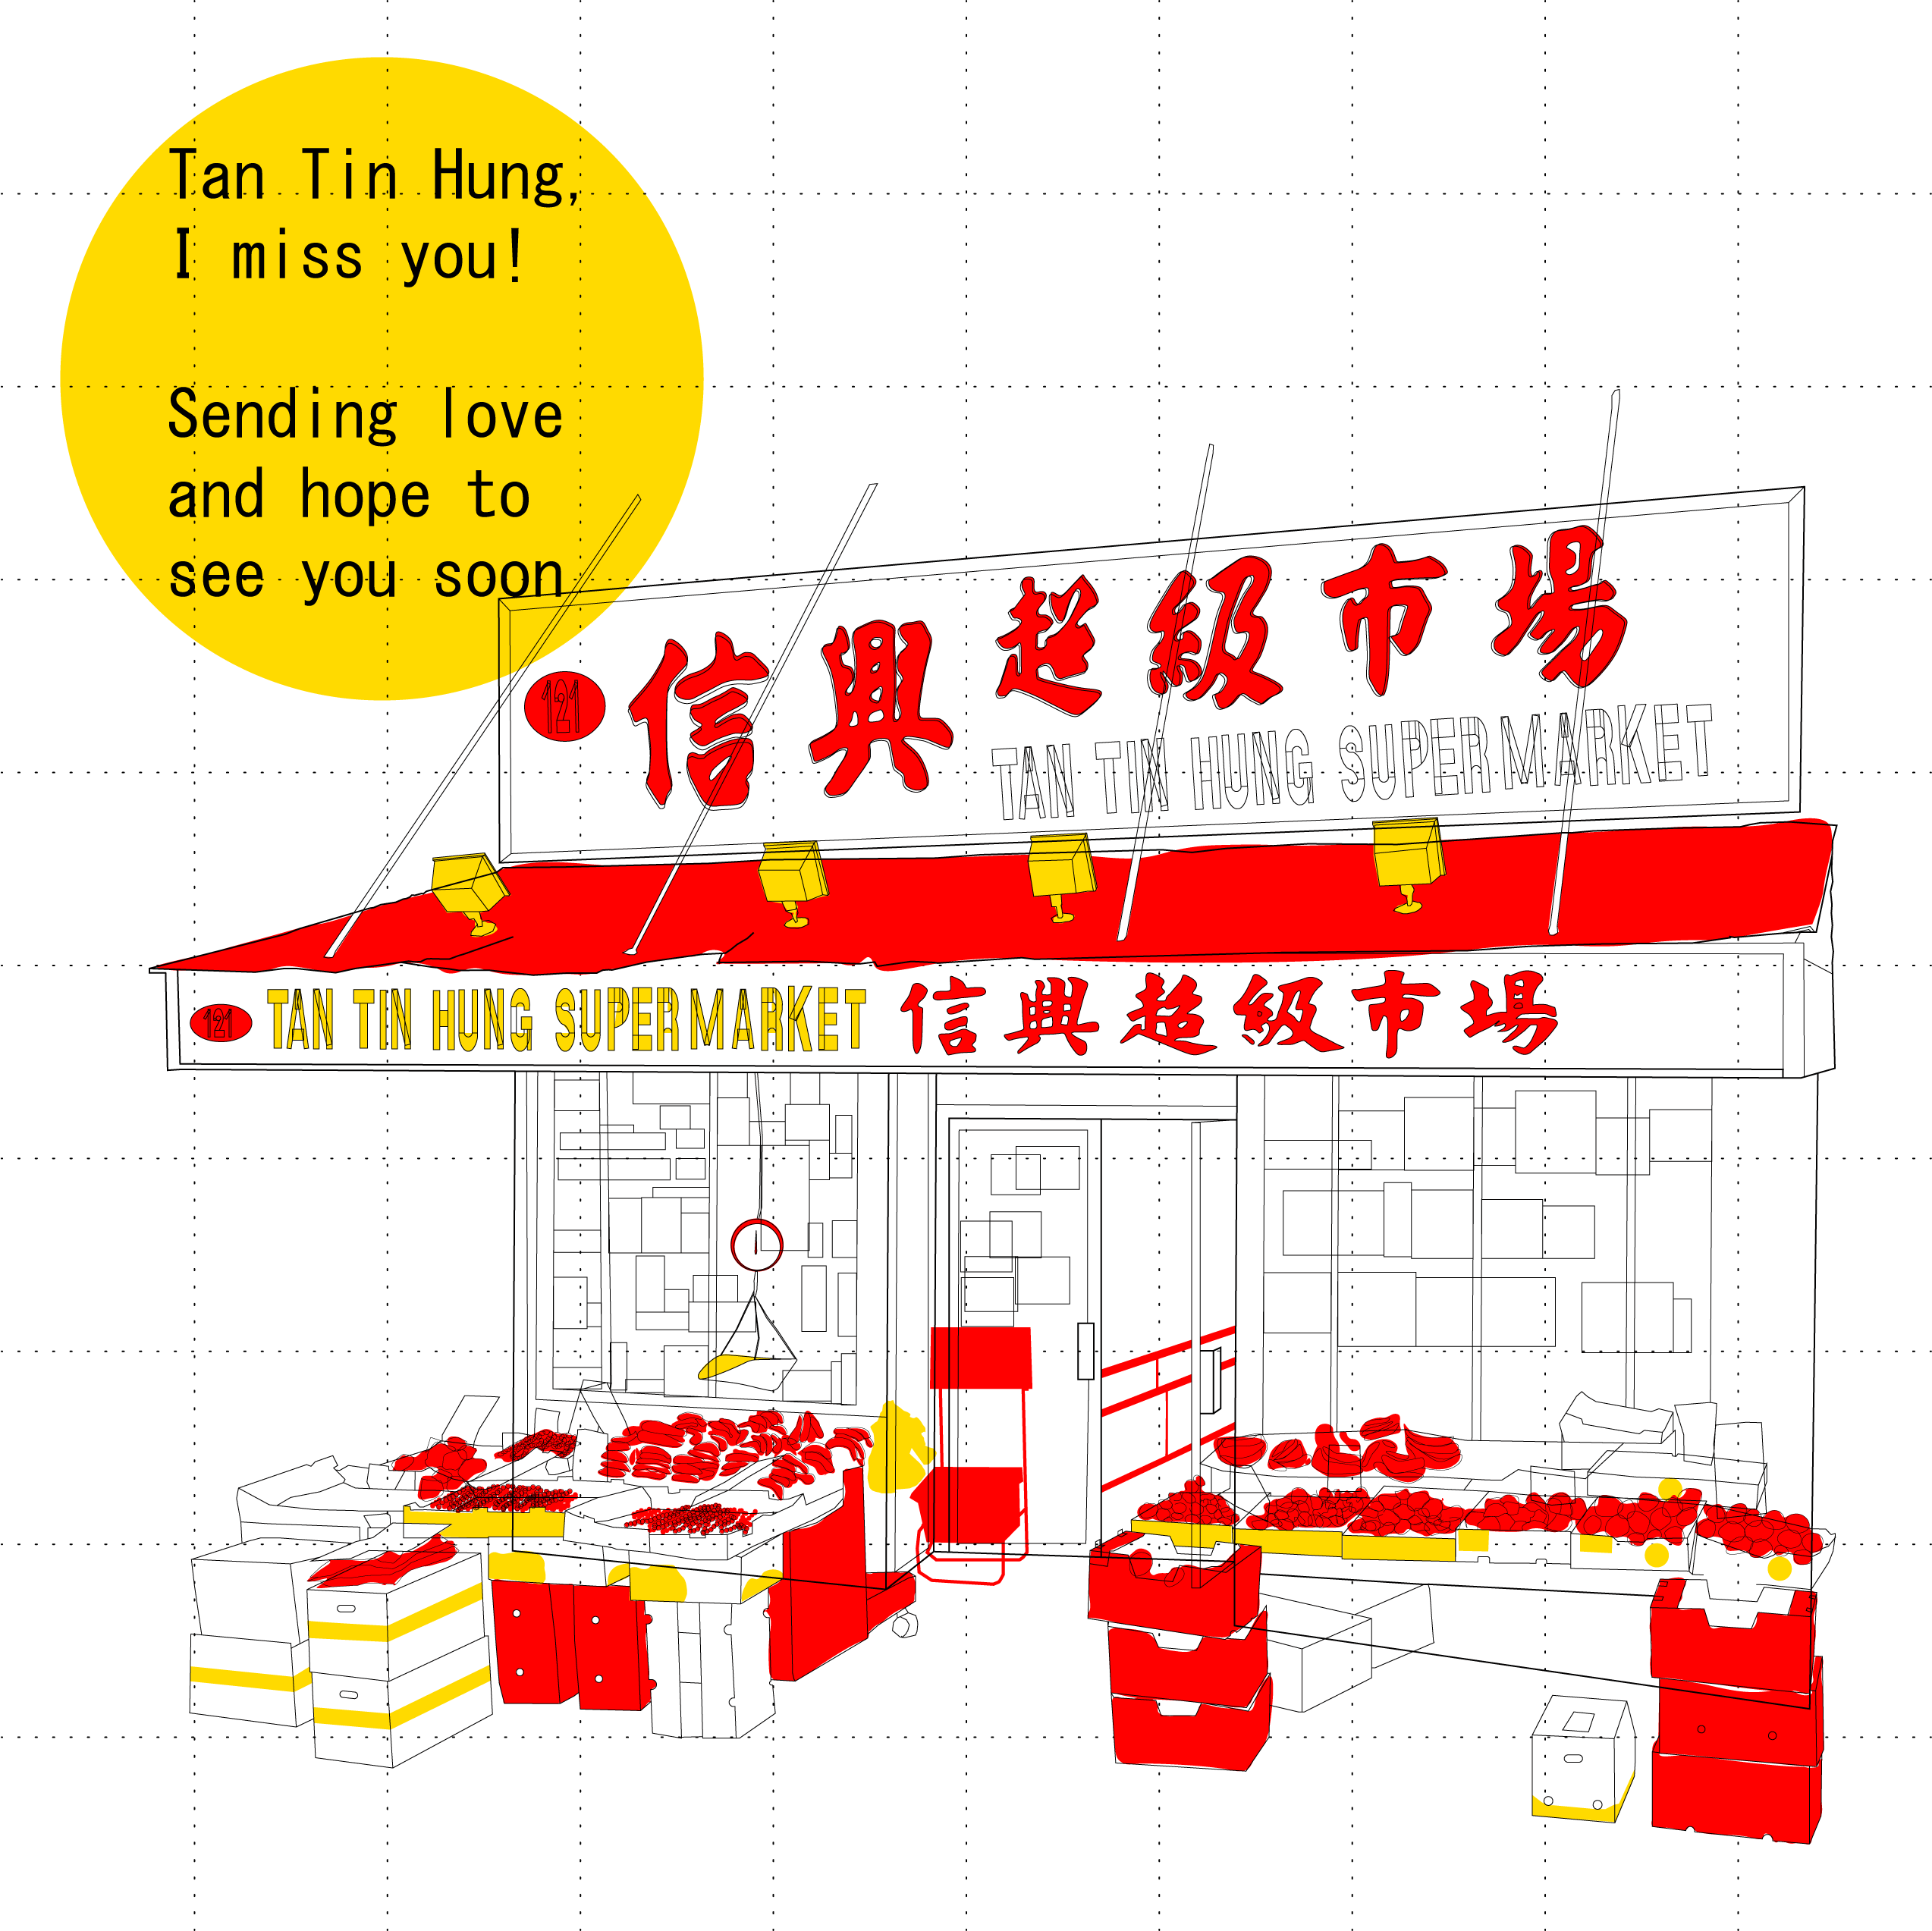 Tan Tin Hung,
I miss you!
Sending love
and hope to
see you soon
121 信興超級市場
TAN TIN HUNG SUPERMARKET
121 TAN TIN HUNG SUPERMARKET 信興超級市場